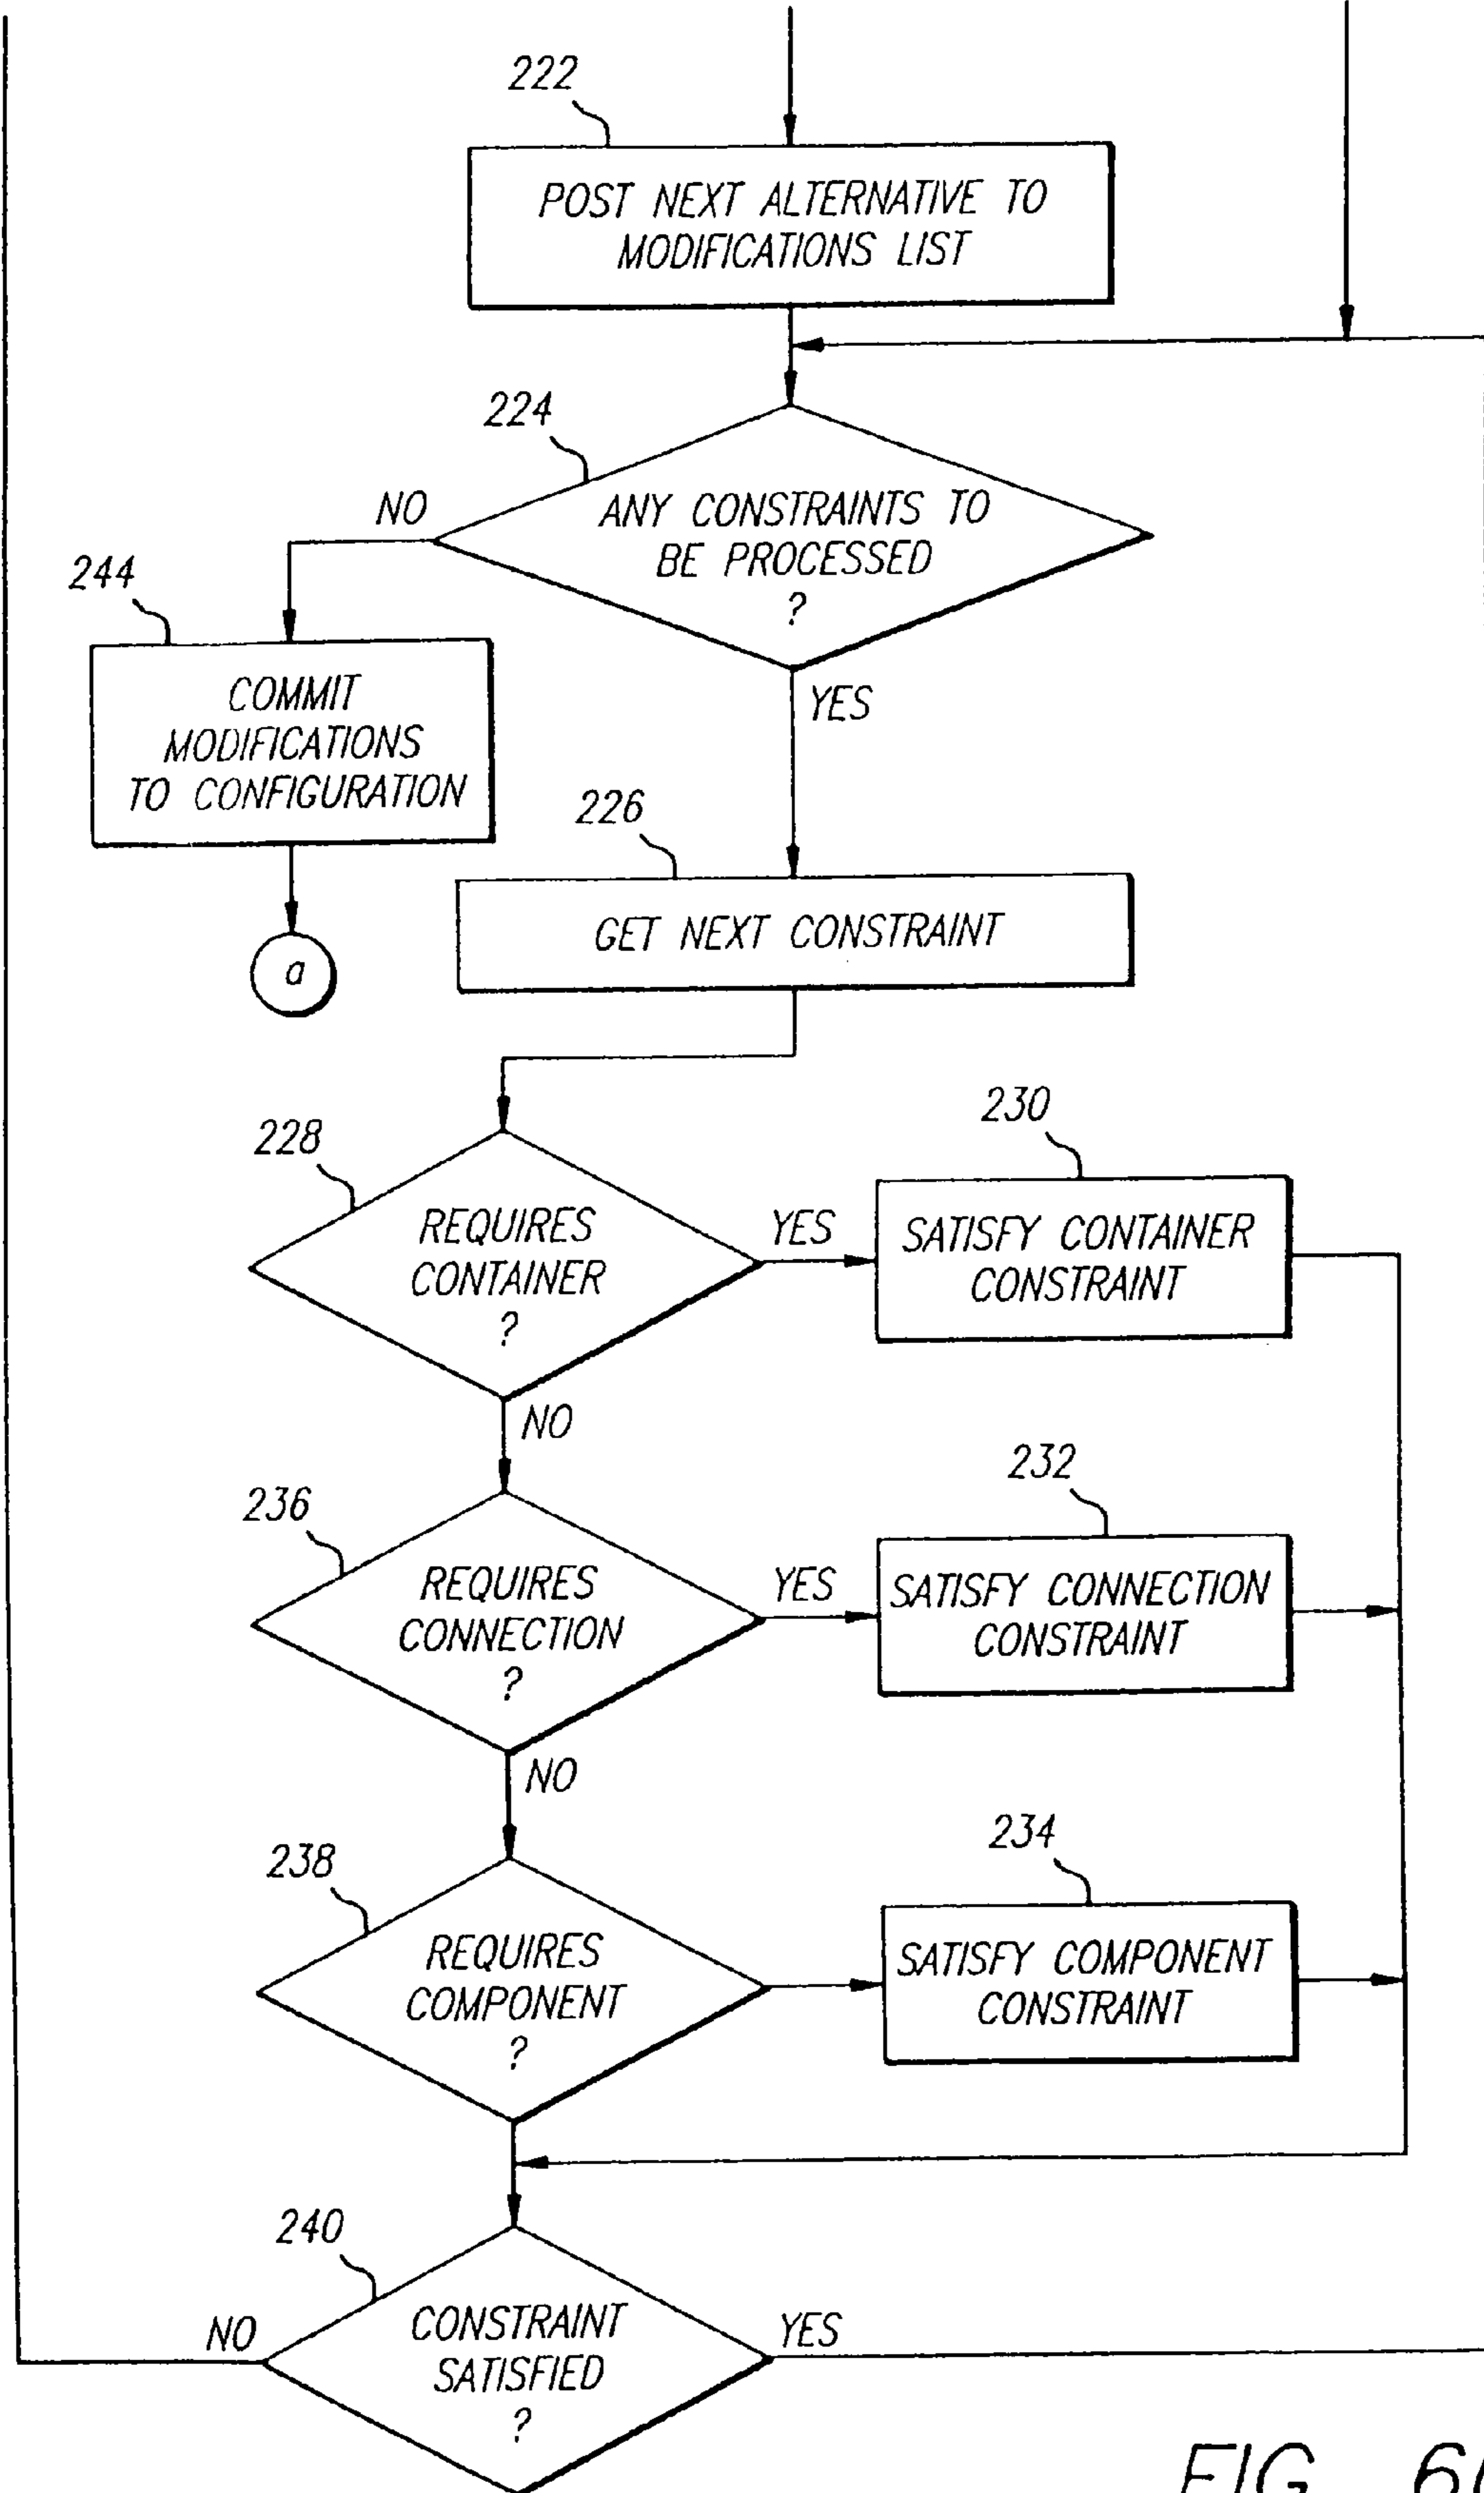 222
POST NEXT ALTERNATIVE TO
MODIFICATIONS LIST
224
NO
ANY CONSTRAINTS TO
BE PROCESSED
?
244
YES
COMMIT
MODIFICATIONS
TO CONFIGURATION
226
GET NEXT CONSTRAINT
a
228
REQUIRES
CONTAINER
?
YES
230
SATISFY CONTAINER
CONSTRAINT
NO
236
REQUIRES
CONNECTION
?
YES
232
SATISFY CONNECTION
CONSTRAINT
NO
238
REQUIRES
COMPONENT
?
234
SATISFY COMPONENT
CONSTRAINT
240
NO
CONSTRAINT
SATISFIED
?
YES
FIG.